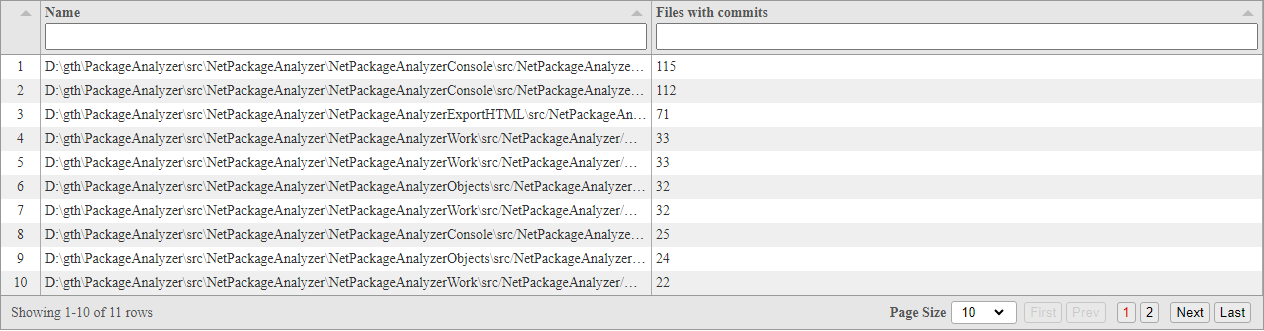 Name Files with commits
1 D:\gth\PackageAnalyzer\src\NetPackageAnalyzer\NetPackageAnalyzerConsole\src/NetPackageAnalyze… 115
2 D:\gth\PackageAnalyzer\src\NetPackageAnalyzer\NetPackageAnalyzerConsole\src/NetPackageAnalyze… 112
3 D:\gth\PackageAnalyzer\src\NetPackageAnalyzer\NetPackageAnalyzerExportHTML\src/NetPackageAn… 71
4 D:\gth\PackageAnalyzer\src\NetPackageAnalyzer\NetPackageAnalyzerWork\src/NetPackageAnalyzer/… 33
5 D:\gth\PackageAnalyzer\src\NetPackageAnalyzer\NetPackageAnalyzerWork\src/NetPackageAnalyzer/… 33
6 D:\gth\PackageAnalyzer\src\NetPackageAnalyzer\NetPackageAnalyzerObjects\src/NetPackageAnalyzer… 32
7 D:\gth\PackageAnalyzer\src\NetPackageAnalyzer\NetPackageAnalyzerWork\src/NetPackageAnalyzer/… 32
8 D:\gth\PackageAnalyzer\src\NetPackageAnalyzer\NetPackageAnalyzerConsole\src/NetPackageAnalyze… 25
9 D:\gth\PackageAnalyzer\src\NetPackageAnalyzer\NetPackageAnalyzerObjects\src/NetPackageAnalyzer… 24
10 D:\gth\PackageAnalyzer\src\NetPackageAnalyzer\NetPackageAnalyzerWork\src/NetPackageAnalyzer/… 22
Showing 1-10 of 11 rows Page Size 10 First Prev 1 2 Next Last